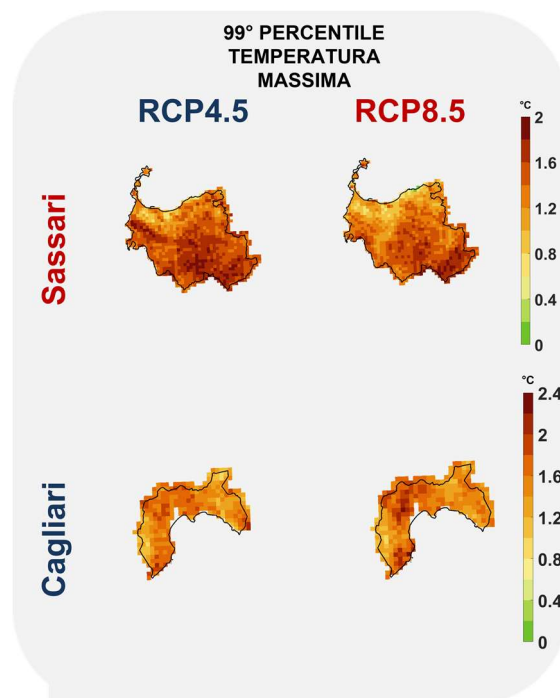 99° PERCENTILE
TEMPERATURA
MASSIMA
RCP4.5
RCP8.5
Sassari
°C
2
1.6
1.2
0.8
0.4
0
Cagliari
°C
2.4
2
1.6
1.2
0.8
0.4
0